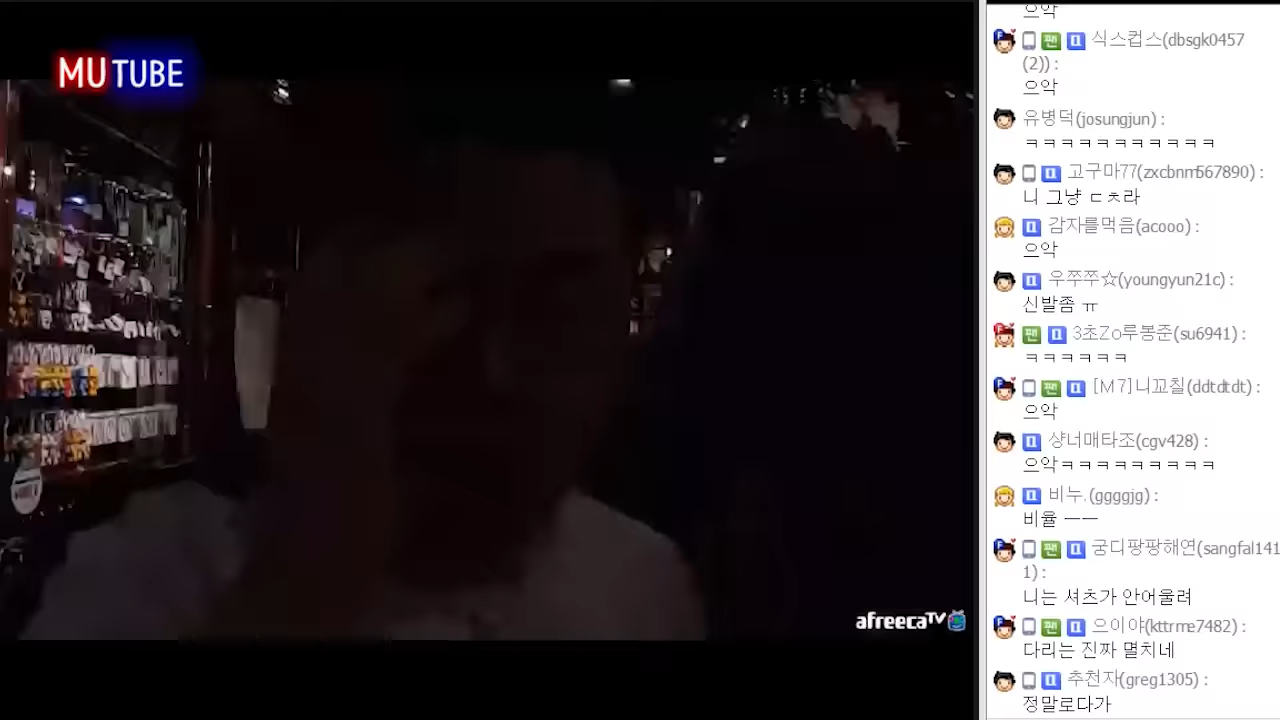 MUTUBE
afreecaTV
으악
식스컵스(dbsgk0457
(2)) :
으악
유병덕(josungjun) :
ㅋㅋㅋㅋㅋㅋㅋㅋㅋㅋㅋ
고구마77(zxcbnm567890) :
니 그냥 ㄷㅊ라
감자를먹음(acooo) :
으악
우쭈쭈☆(youngyun21c) :
신발좀 ㅠ
3초Zo루봉준(su6941) :
ㅋㅋㅋㅋㅋㅋ
[M7]니꼬칠(ddtdtdt) :
으악
샹너매타조(cgv428) :
으악ㅋㅋㅋㅋㅋㅋㅋㅋㅋ
비누.(ggggjg) :
비율 ㅡㅡ
궁디팡팡해연(sangfal141
1) :
니는 셔츠가 안어울려
으이야(kttrme7482) :
다리는 진짜 멸치네
추천자(greg1305) :
정말로다가